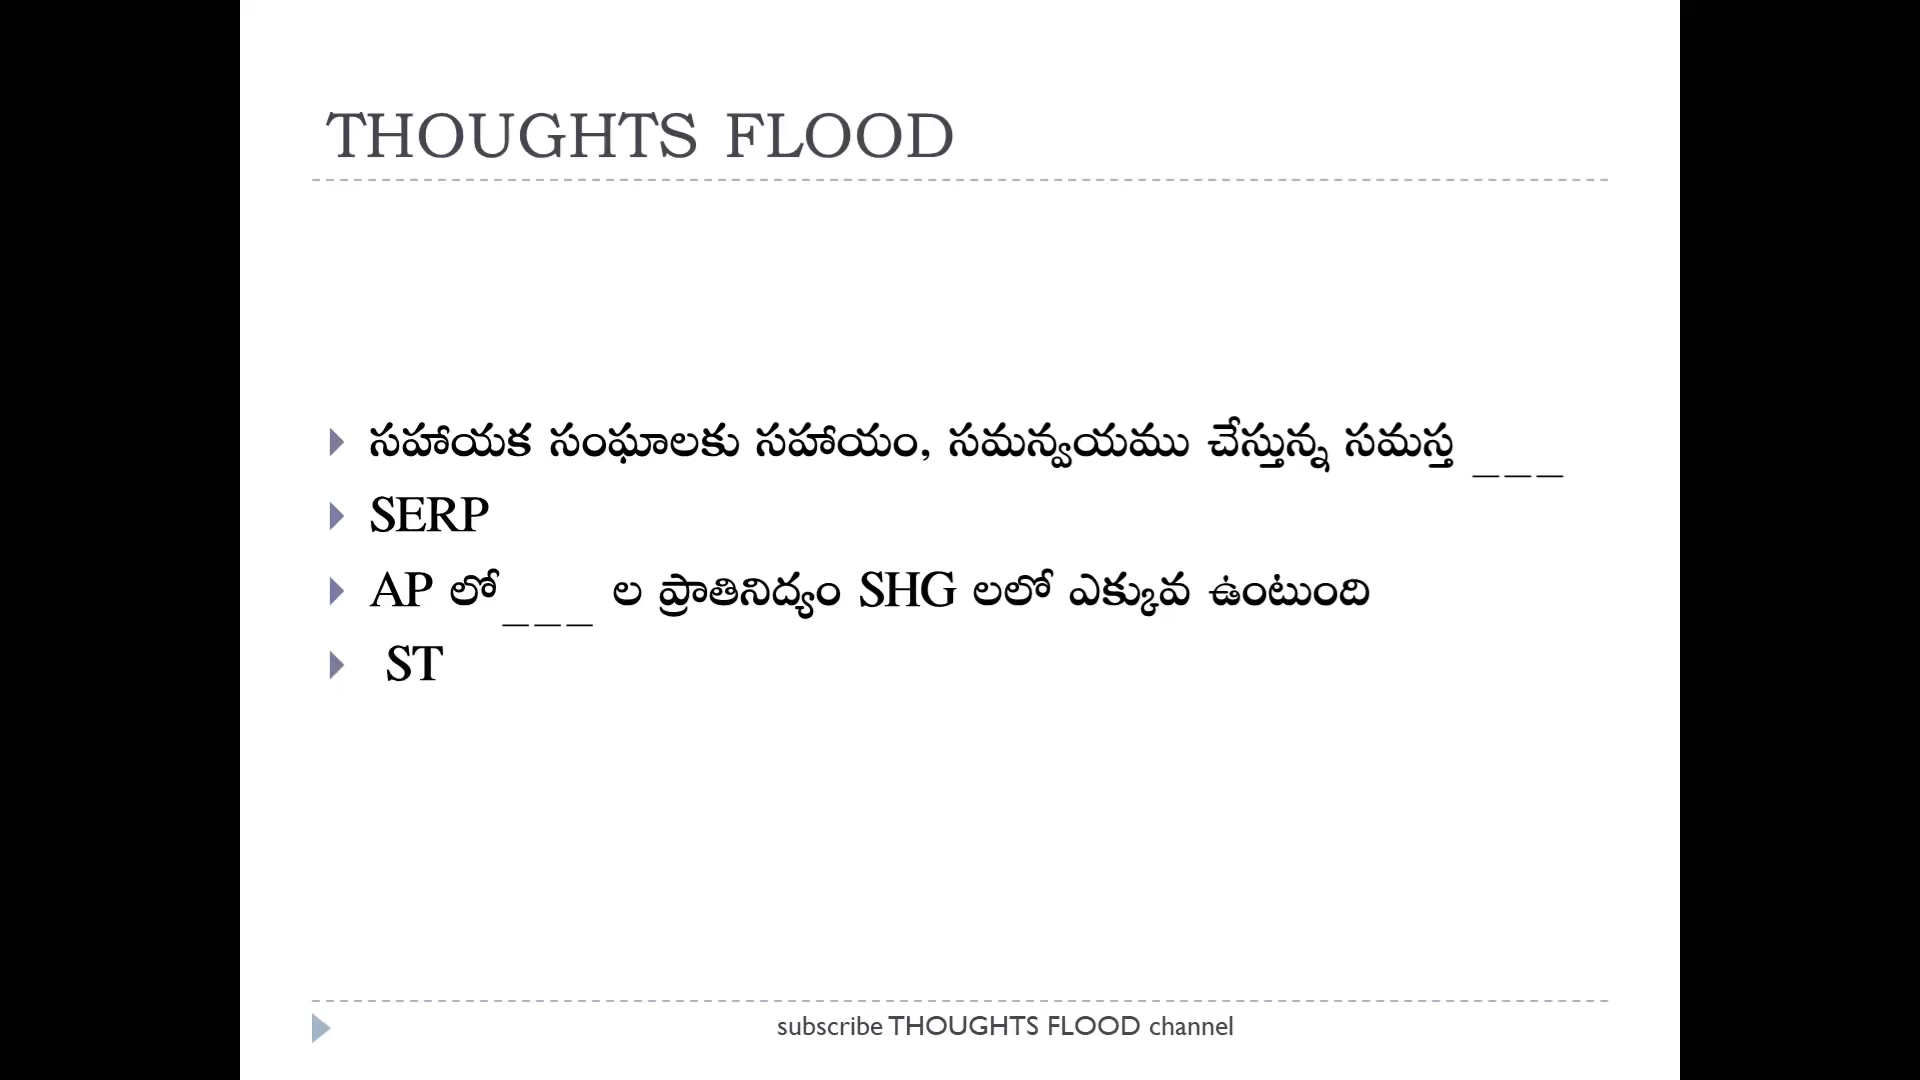 THOUGHTS FLOOD
సహాయక సంఘాలకు సహాయం, సమన్వయము చేస్తున్న సమస్త ___
SERP
AP లో___ ల ప్రాతినిద్యం SHG లలో ఎక్కువ ఉంటుంది
ST
subscribe THOUGHTS FLOOD channel